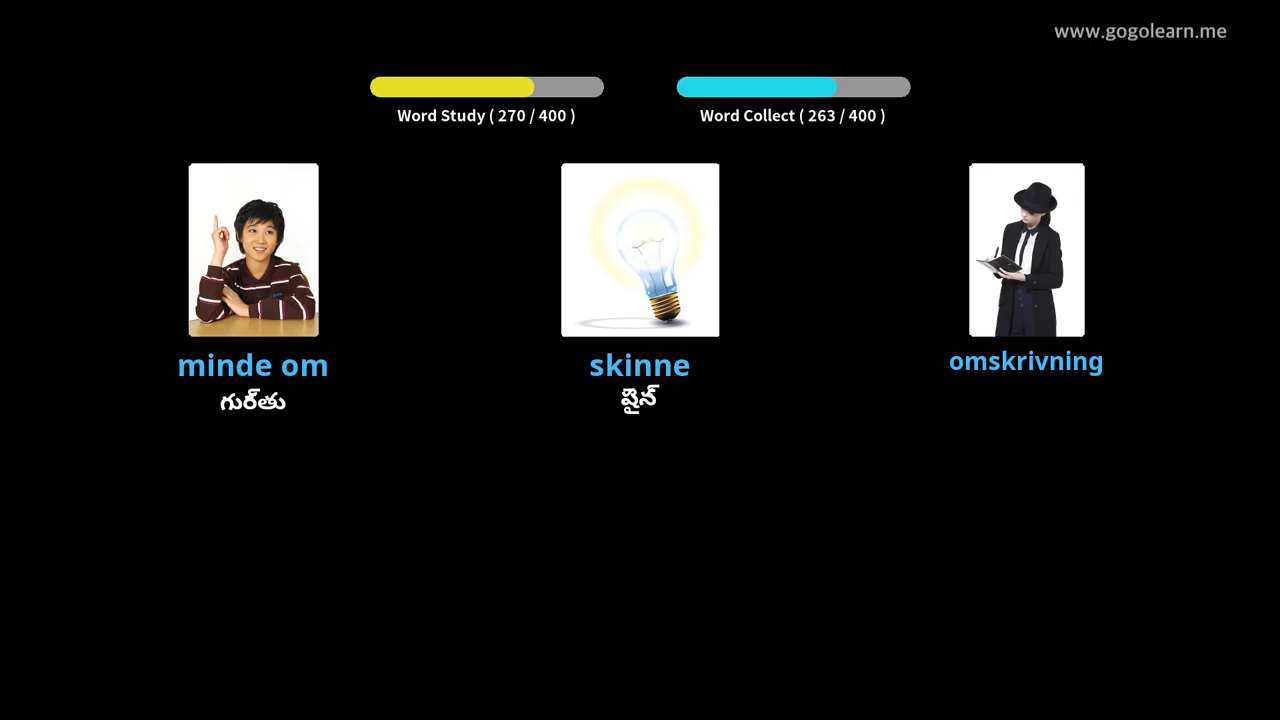 www.gogolearn.me
Word Study ( 270 / 400 )
Word Collect ( 263 / 400 )
minde om
గుర్తు
skinne
షైన్
omskrivning